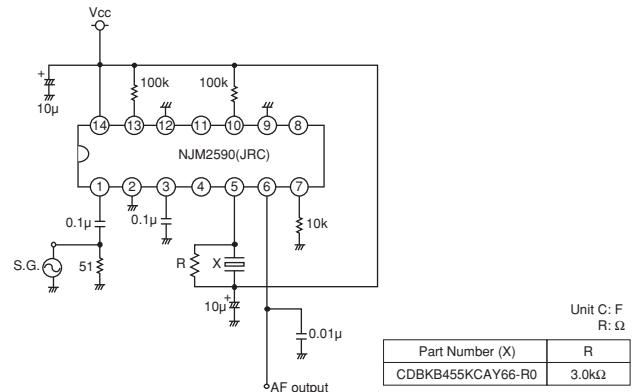 Vcc
+
10μ
100k
100k
14
13
12
11
10
9
8
NJM2590(JRC)
1
2
3
4
5
6
7
0.1μ
0.1μ
10k
S.G.
51
R
X
+
10μ
0.01μ
AF output
Unit C: F
R: Ω
Part Number (X) R
CDBKB455KCAY66-R0 3.0kΩ